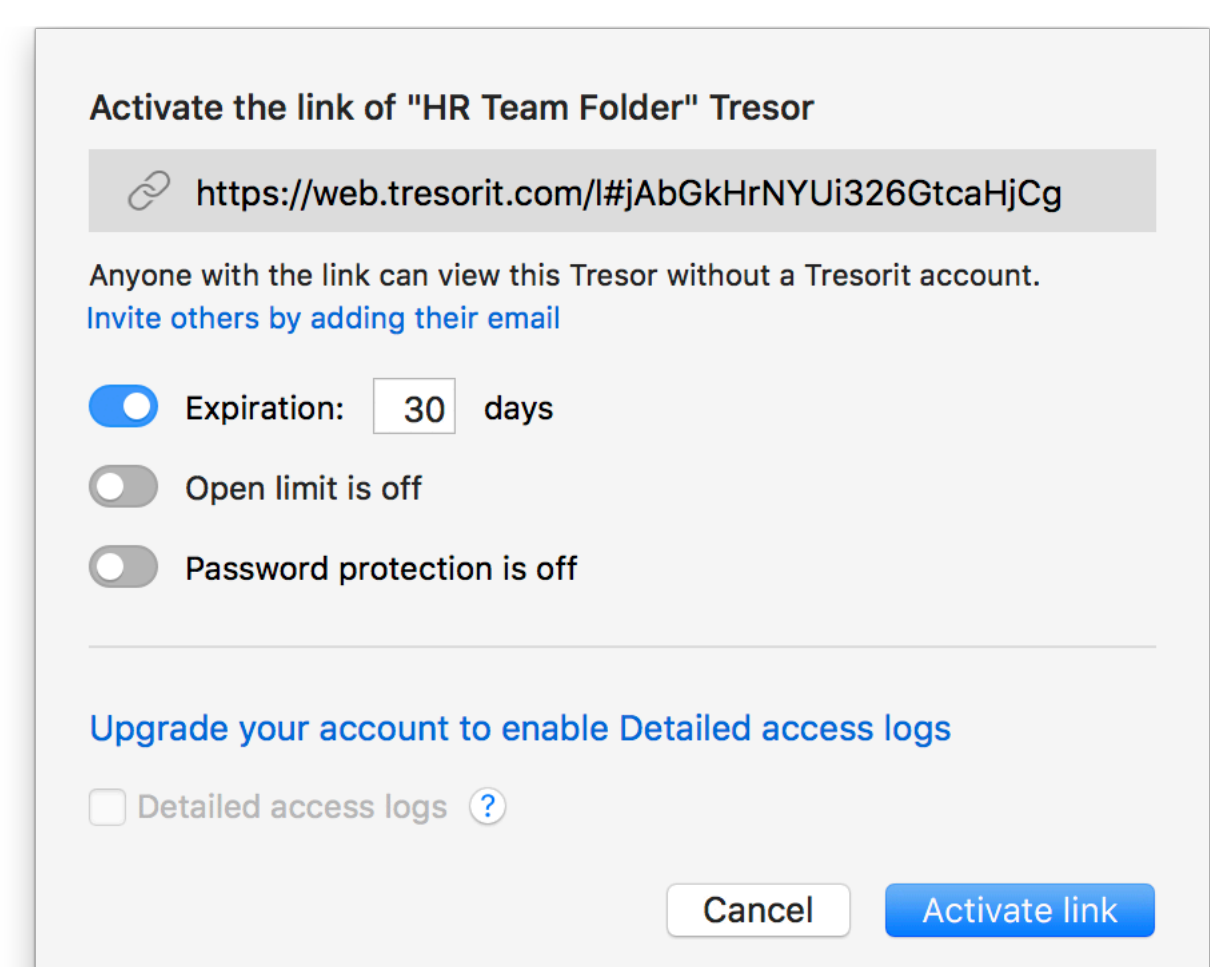 Activate the link of "HR Team Folder" Tresor
https://web.tresorit.com/l#jAbGkHrNYUi326GtcaHjCg
Anyone with the link can view this Tresor without a Tresorit account.
Invite others by adding their email
Expiration: 30 days
Open limit is off
Password protection is off
Upgrade your account to enable Detailed access logs
Detailed access logs ?
Cancel Activate link